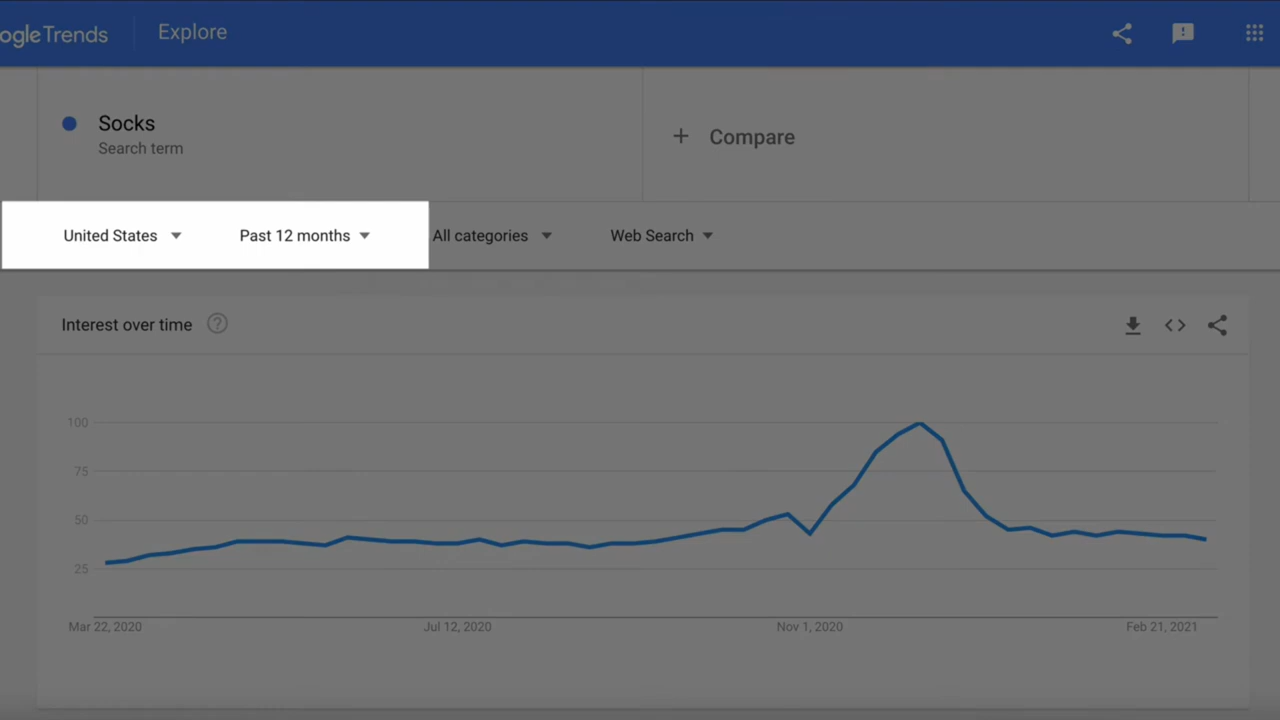 ogle Trends Explore
Socks
Search term
+ Compare
United States Past 12 months All categories Web Search
Interest over time ?
100
75
50
25
Mar 22, 2020 Jul 12, 2020 Nov 1, 2020 Feb 21, 2021